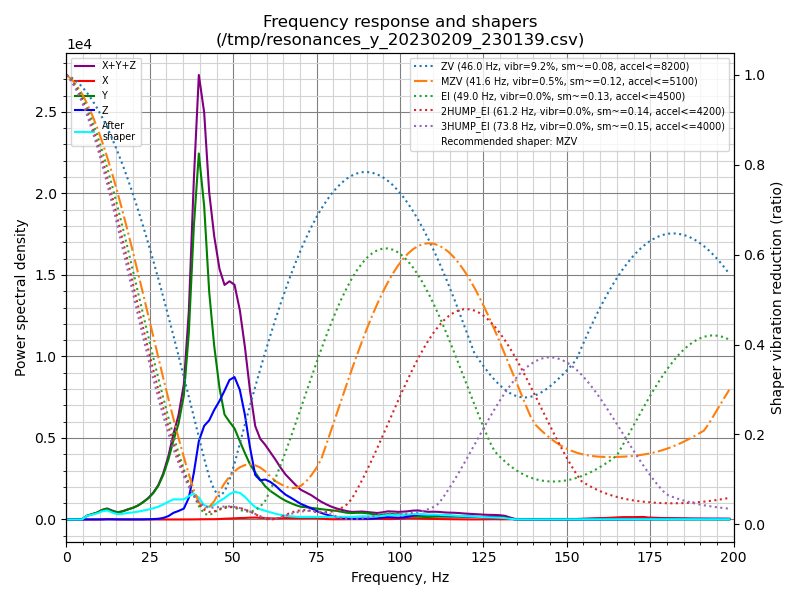 Frequency response and shapers
(/tmp/resonances_y_20230209_230139.csv)
1e4
X+Y+Z
X
Y
Z
After
shaper
ZV (46.0 Hz, vibr=9.2%, sm~=0.08, accel<=8200)
MZV (41.6 Hz, vibr=0.5%, sm~=0.12, accel<=5100)
EI (49.0 Hz, vibr=0.0%, sm~=0.13, accel<=4500)
2HUMP_EI (61.2 Hz, vibr=0.0%, sm~=0.14, accel<=4200)
3HUMP_EI (73.8 Hz, vibr=0.0%, sm~=0.15, accel<=4000)
Recommended shaper: MZV
Power spectral density
2.5
2.0
1.5
1.0
0.5
0.0
1.0
0.8
0.6
0.4
0.2
0.0
Shaper vibration reduction (ratio)
0 25 50 75 100 125 150 175 200
Frequency, Hz